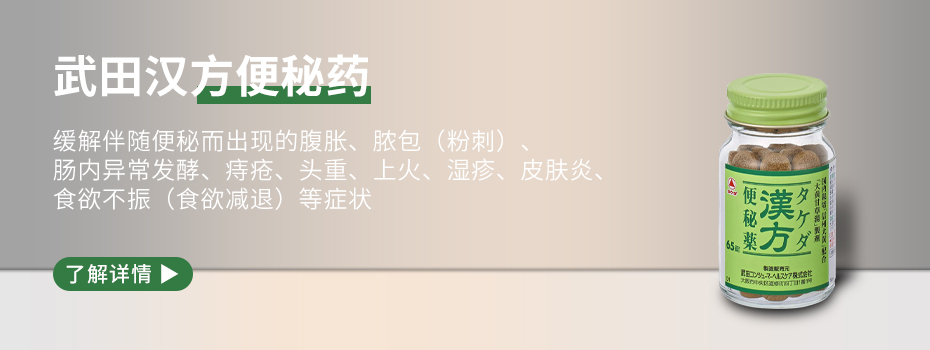 武田汉方便秘药
缓解伴随便秘而出现的腹胀、脓包（粉刺）、
肠内异常发酵、痔疮、头重、上火、湿疹、皮肤炎、
食欲不振（食欲减退）等症状
了解详情 ▶
タケダ
漢方
便秘薬
65錠